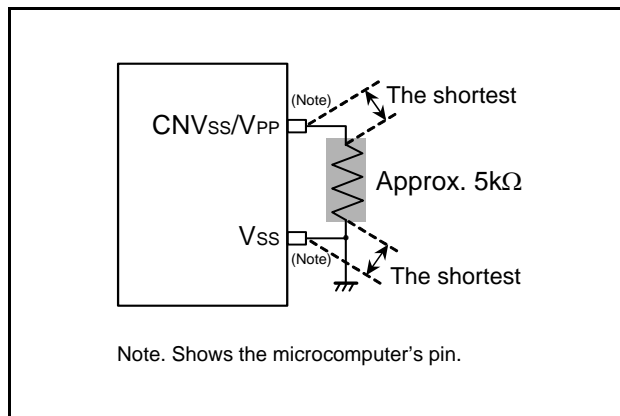 (Note)
The shortest
CNVSS/VPP
Approx. 5kΩ
VSS
(Note)
The shortest
Note. Shows the microcomputer's pin.